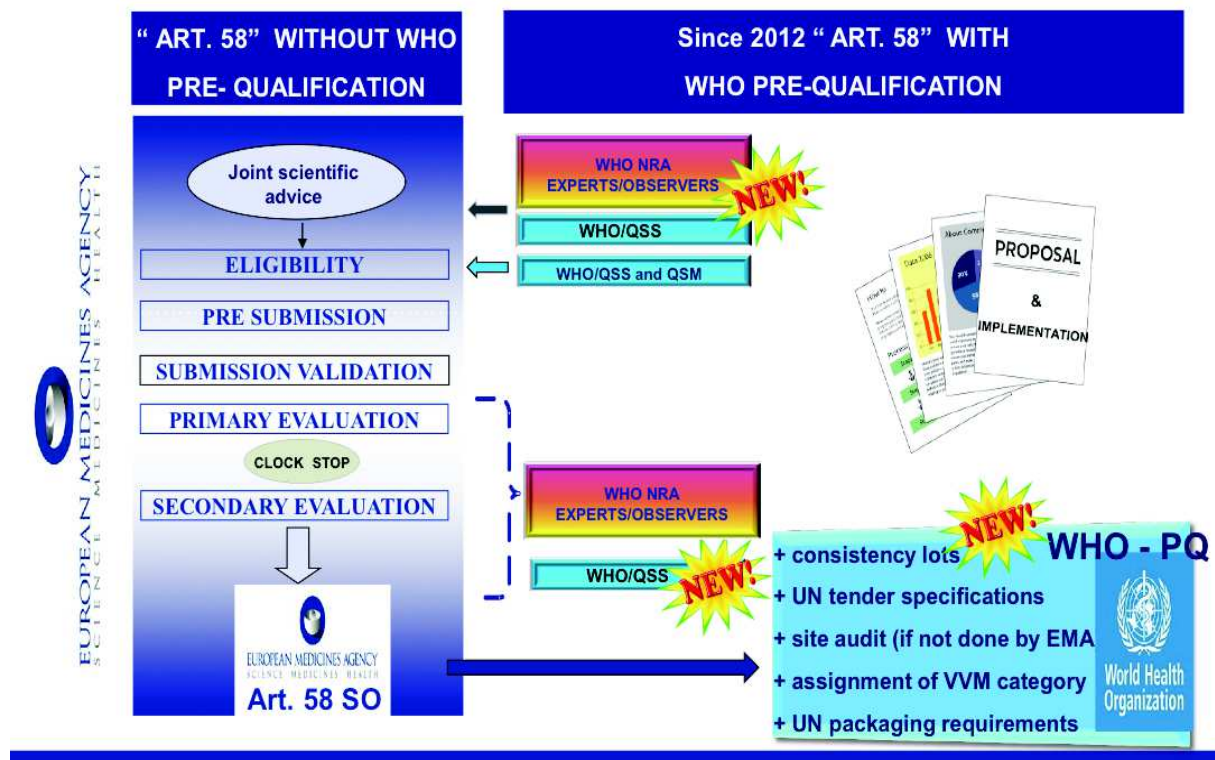 “ ART. 58”  WITHOUT WHO
PRE- QUALIFICATION
Since 2012 “ ART. 58”  WITH
WHO PRE-QUALIFICATION
EUROPEAN MEDICINES AGENCY
SCIENCE MEDICINES HEALTH
Joint scientific
advice
ELIGIBILITY
PRE SUBMISSION
SUBMISSION VALIDATION
PRIMARY EVALUATION
CLOCK STOP
SECONDARY EVALUATION
EUROPEAN MEDICINES AGENCY
SCIENCE MEDICINES HEALTH
Art. 58 SO
WHO NRA
EXPERTS/OBSERVERS
NEW!
WHO/QSS
WHO/QSS and QSM
PROPOSAL
&
IMPLEMENTATION
WHO NRA
EXPERTS/OBSERVERS
WHO/QSS
NEW!
NEW!
WHO - PQ
+ consistency lots
+ UN tender specifications
+ site audit (if not done by EMA
+ assignment of VVM category
+ UN packaging requirements
World Health
Organization